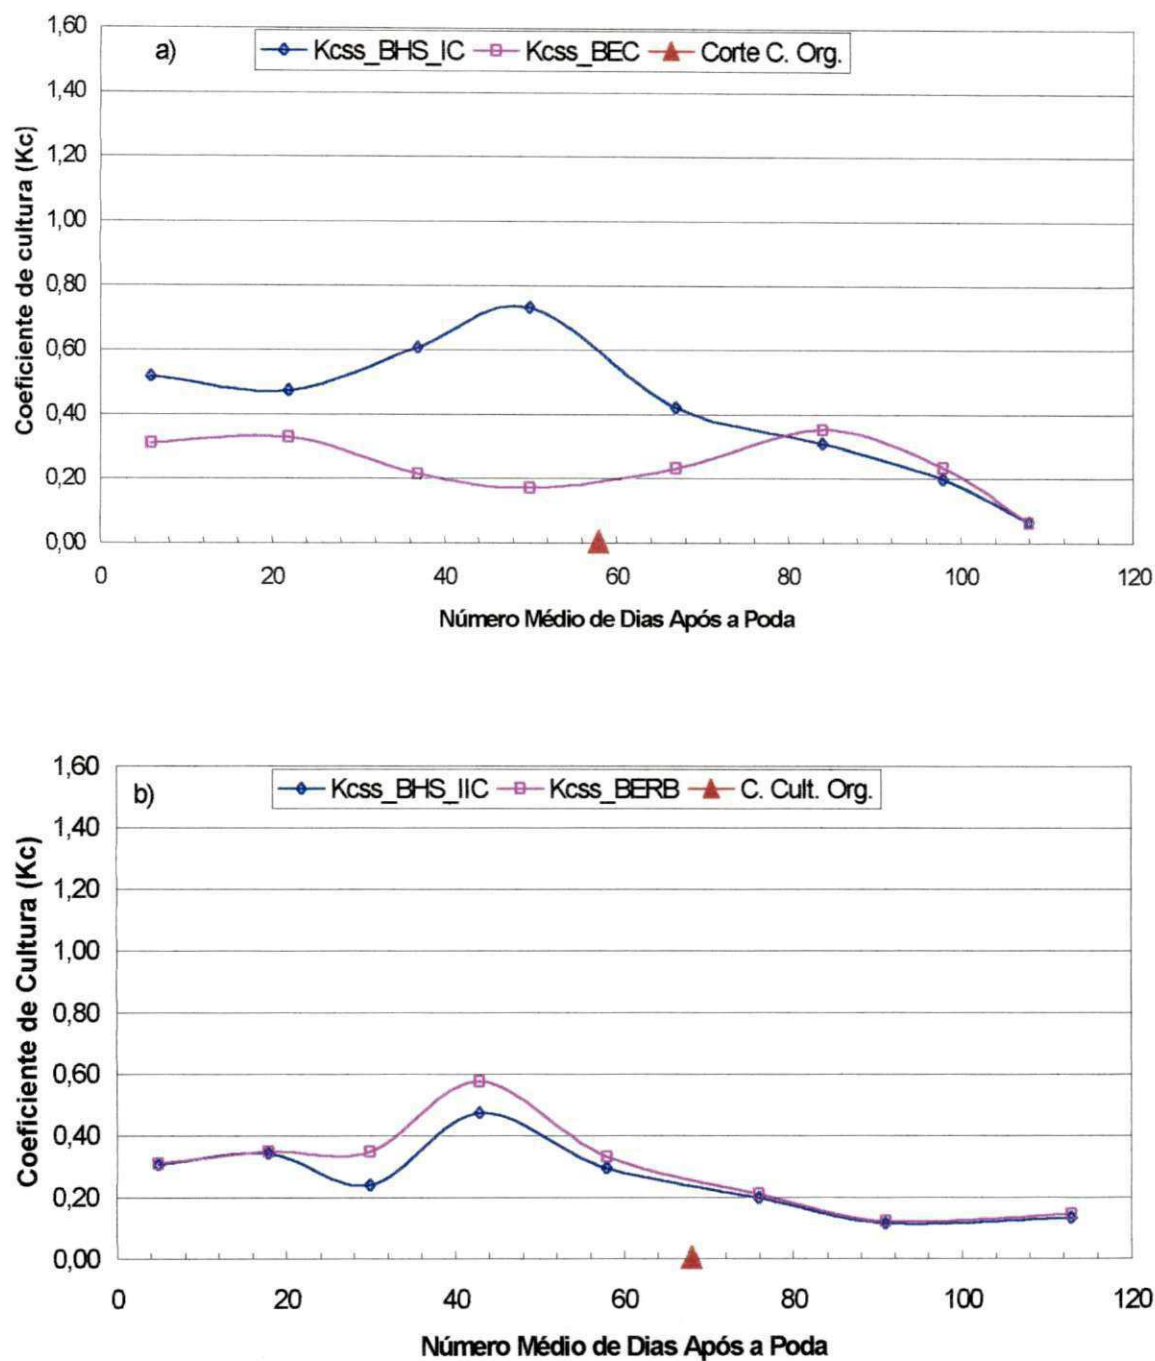 1,60
a)
Kcss_BHS_IC Kcss_BEC Corte C. Org.
1,40
1,20
1,00
0,80
0,60
0,40
0,20
0,00
Coeficiente de cultura (Kc)
0 20 40 60 80 100 120
Número Médio de Dias Após a Poda
1,60
b)
Kcss_BHS_IIC Kcss_BERB C. Cult. Org.
1,40
1,20
1,00
0,80
0,60
0,40
0,20
0,00
Coeficiente de Cultura (Kc)
0 20 40 60 80 100 120
Número Médio de Dias Após a Poda